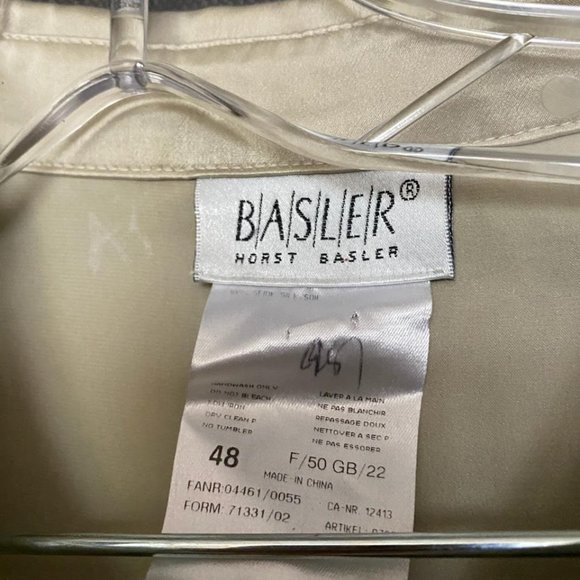 B/A/S/L/E/R®
HORST BASLER
HANDWASH ONLY LAVER A LA MAIN
DO NOT BLEACH NE PAS BLANCHIR
SOFT IRON REPASSAGE DOUX
DRY CLEAN P NETTOYER A SEC P
NO TUMBLER NE PAS ESSORER
48 F/50 GB/22
MADE IN CHINA
FANR:04461/0055 CA-NR. 12413
FORM: 71331/02 ARTIKEL: